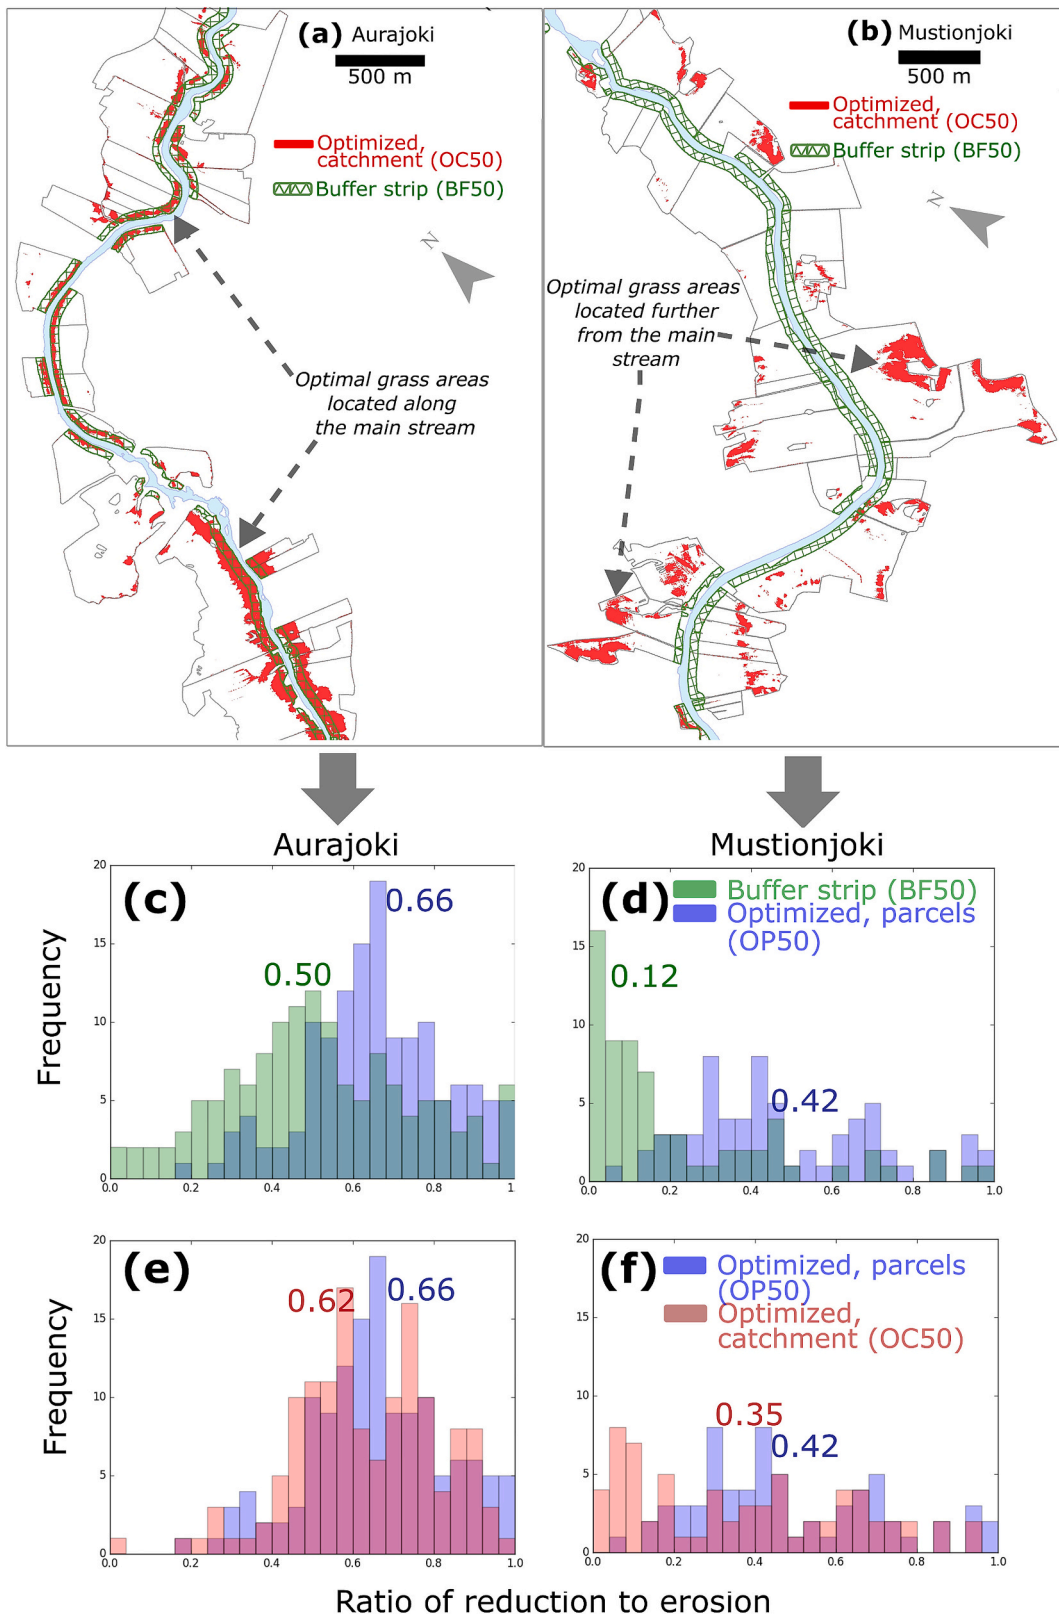 (a) Aurajoki
500 m
Optimized,
catchment (OC50)
Buffer strip (BF50)
N
Optimal grass areas
located along
the main stream
(b) Mustionjoki
500 m
Optimized,
catchment (OC50)
Buffer strip (BF50)
N
Optimal grass areas
located further
from the main
stream
Aurajoki
Mustionjoki
(c)
0.66
0.50
Frequency
20
15
10
5
0
0.0 0.2 0.4 0.6 0.8 1.
(d)
Buffer strip (BF50)
Optimized, parcels
(OP50)
0.12
0.42
20
15
10
5
0
0.0 0.2 0.4 0.6 0.8 1.0
(e)
0.62
0.66
Frequency
20
15
10
5
0
0.0 0.2 0.4 0.6 0.8 1.0
(f)
Optimized, parcels
(OP50)
Optimized,
catchment (OC50)
0.35
0.42
20
15
10
5
0
0.0 0.2 0.4 0.6 0.8 1.0
Ratio of reduction to erosion